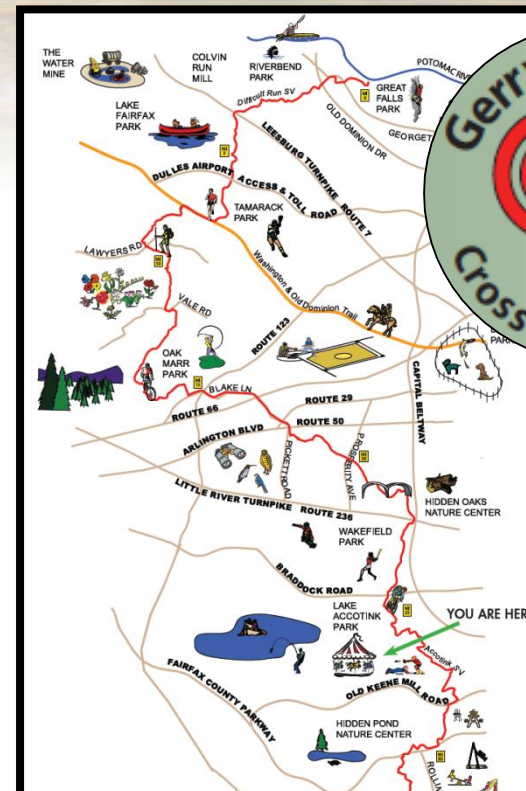 THE
WATER
MINE
COLVIN
RUN
MILL
RIVERBEND
PARK
POTOMAC RIVE
Difficult Run SV
GREAT
FALLS
PARK
LAKE
FAIRFAX
PARK
OLD DOMINION DR
GEORGET
LEESBURG TURNPIKE ROUTE 7
DULLES AIRPORT ACCESS & TOLL ROAD
TAMARACK
PARK
LAWYERS RD
Washington & Old Dominion Trail
VALE RD
ROUTE 123
OAK
MARR
PARK
BLAKE LN
CAPITAL BELTWAY
ROUTE 29
ROUTE 66
ROUTE 50
ARLINGTON BLVD
PICKETT ROAD
PROSPERITY AVE
LITTLE RIVER TURNPIKE ROUTE 236
HIDDEN OAKS
NATURE CENTER
WAKEFIELD
PARK
BRADDOCK ROAD
LAKE
ACCOTINK
PARK
YOU ARE HER
Accotink SV
FAIRFAX COUNTY PARKWAY
OLD KEENE MILL ROAD
HIDDEN POND
NATURE CENTER
ROLLIN
Gerry
Cross